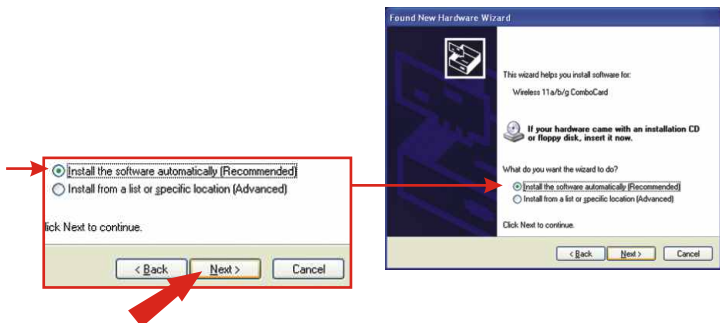 Install the software automatically (Recommended)
Install from a list or specific location (Advanced)
lick Next to continue.
< Back
Next >
Cancel
Found New Hardware Wizard
This wizard helps you install software for:
Wireless 11a/b/g ComboCard
If your hardware came with an installation CD
or floppy disk, insert it now.
What do you want the wizard to do?
Install the software automatically (Recommended)
Install from a list or specific location (Advanced)
Click Next to continue.
< Back
Next >
Cancel